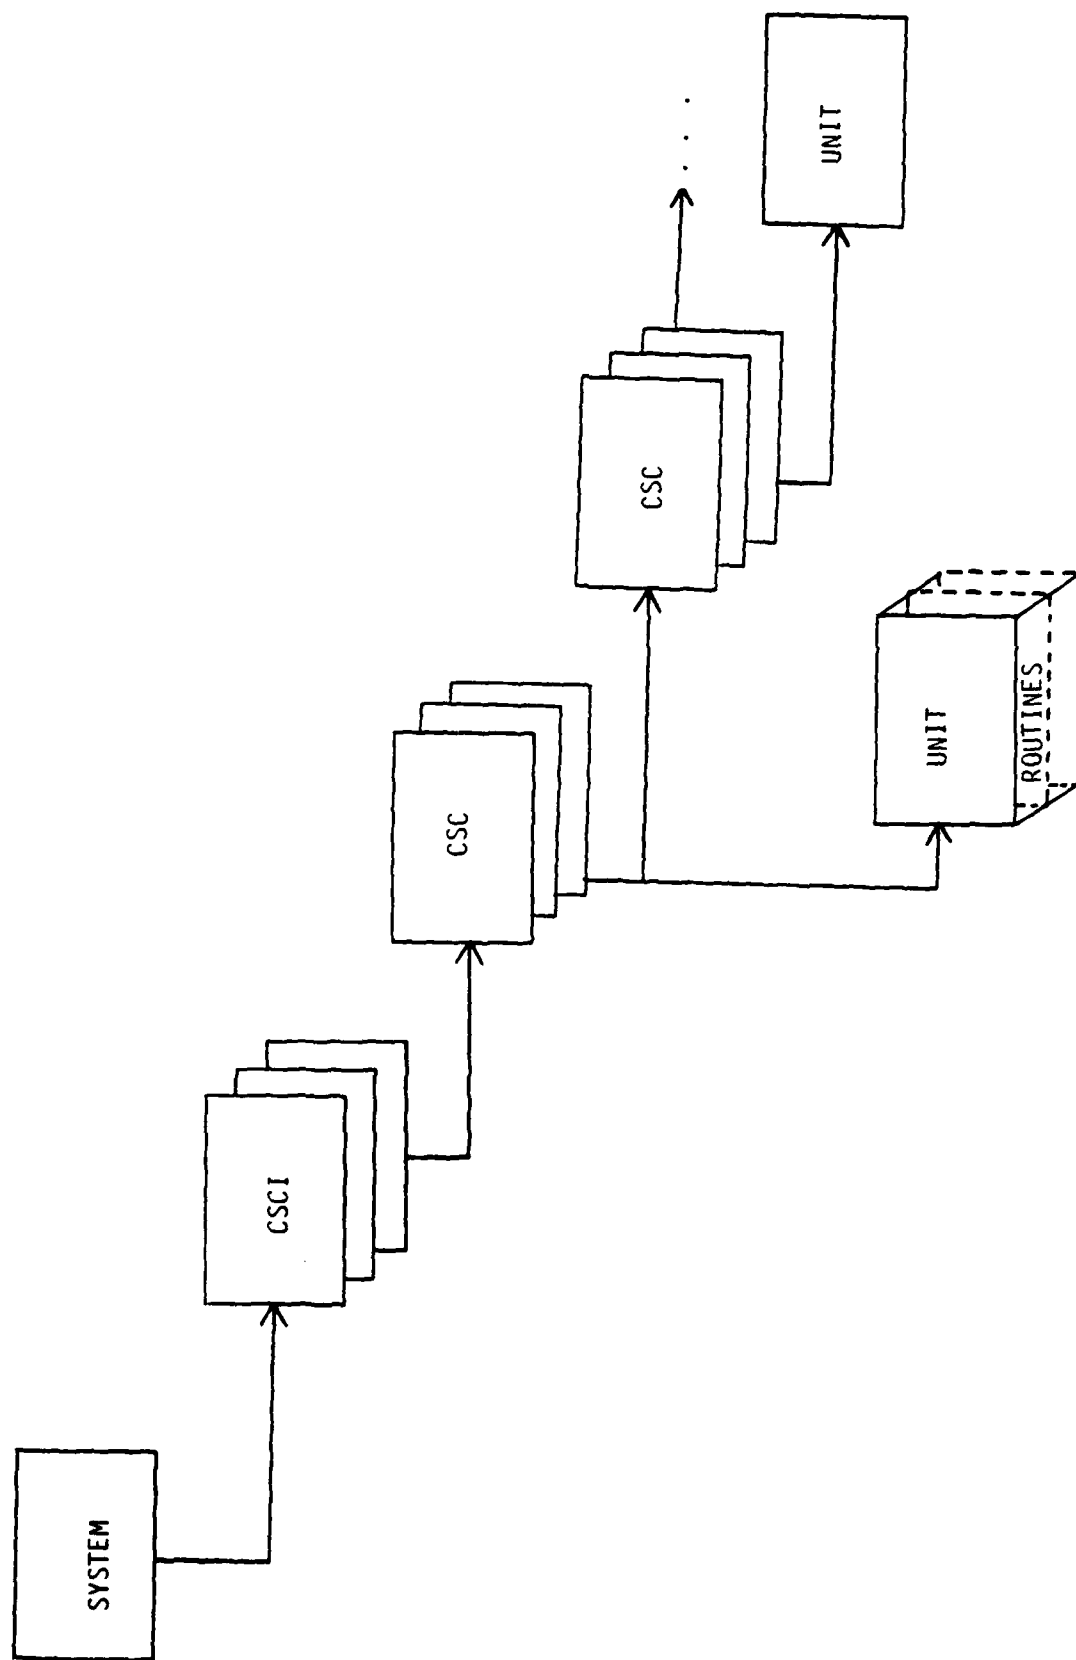 SYSTEM
CSCI
CSC
CSC
. . .
UNIT
UNIT
ROUTINES